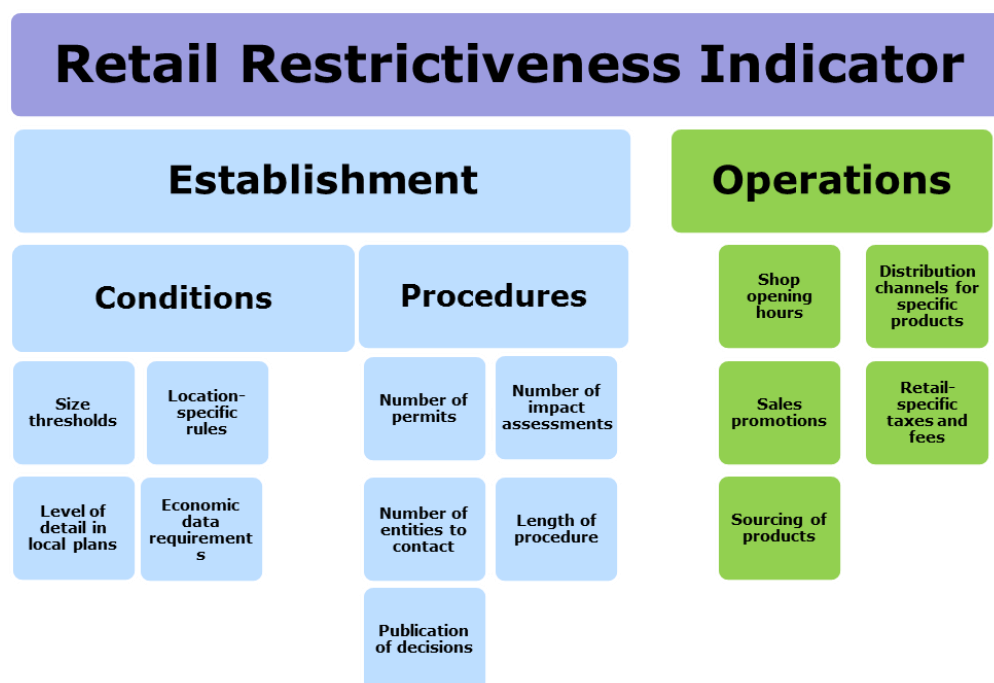 Retail Restrictiveness Indicator
Establishment
Operations
Conditions
Procedures
Shop
opening
hours
Distribution
channels for
specific
products
Size
thresholds
Location-
specific
rules
Number of
permits
Number of
impact
assessments
Sales
promotions
Retail-
specific
taxes and
fees
Level of
detail in
local plans
Economic
data
requirement
s
Number of
entities to
contact
Length of
procedure
Sourcing of
products
Publication
of decisions